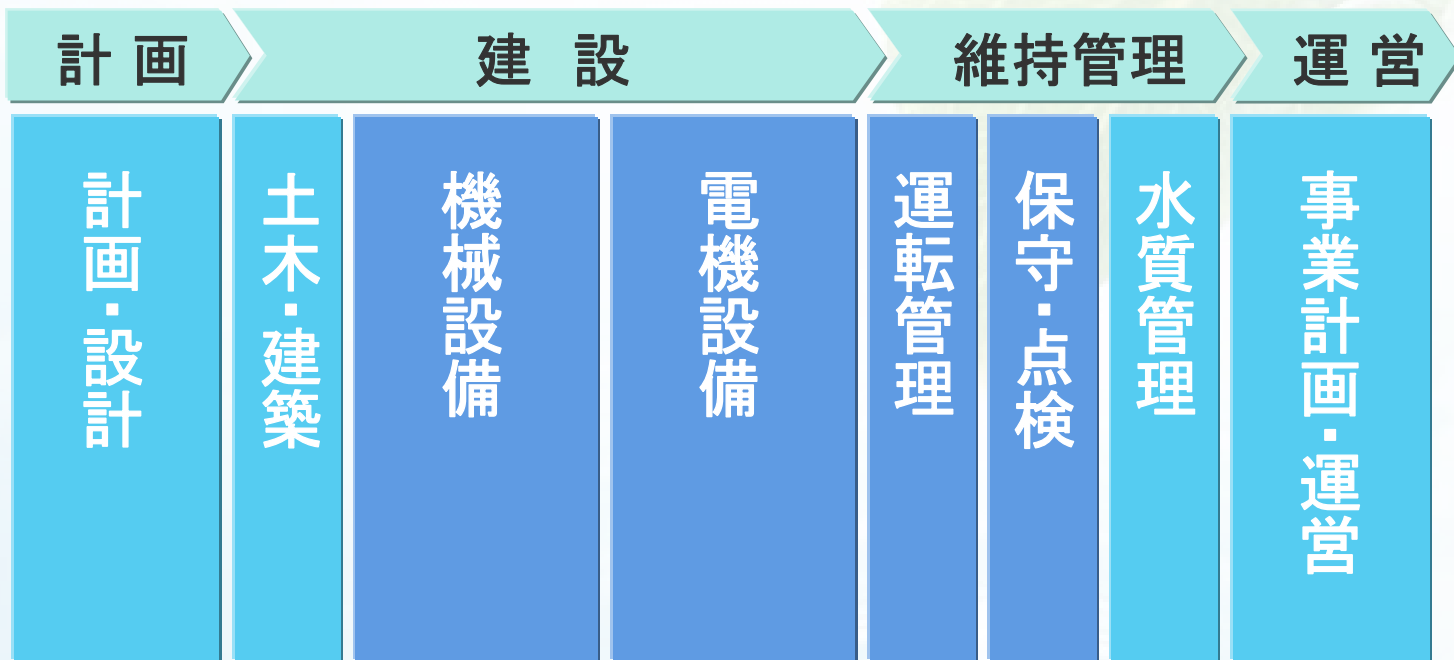 計画
建設
維持管理
運営
計画・設計
土木・建築
機械設備
電機設備
運転管理
保守・点検
水質管理
事業計画・運営